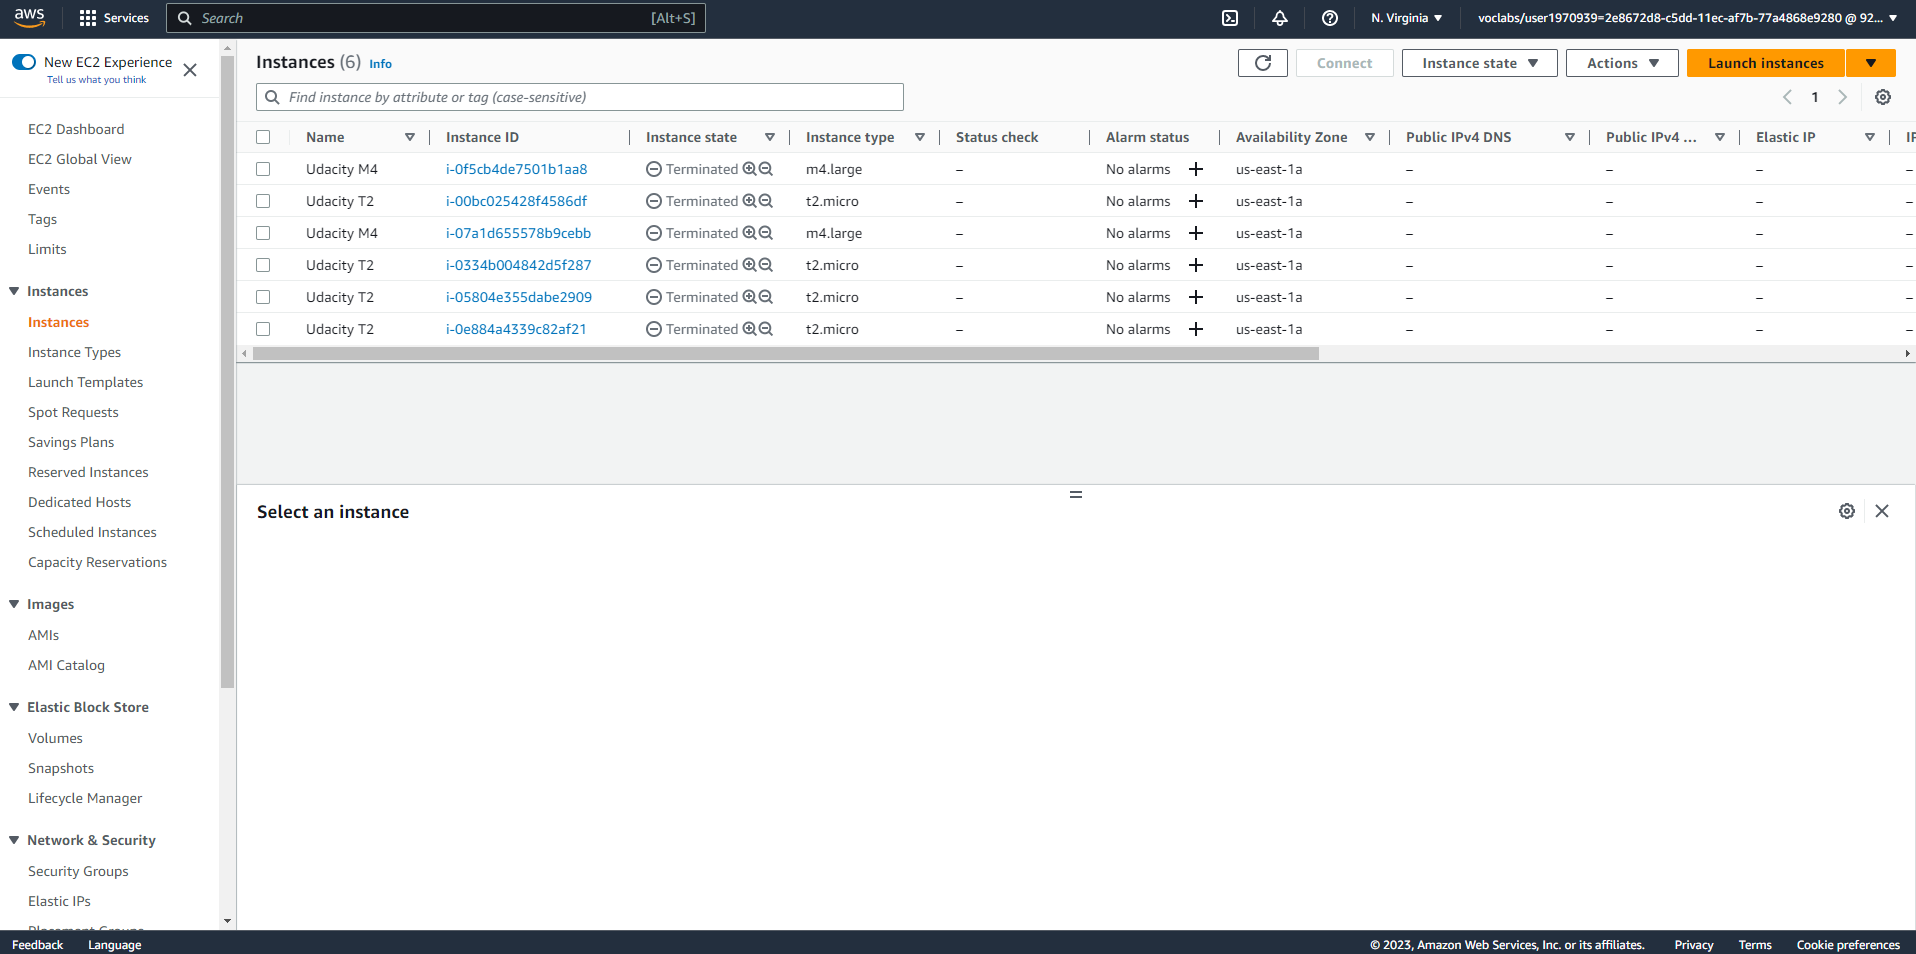 aws
Services
Search
[Alt+S]
N. Virginia
voclabs/user1970939=2e8672d8-c5dd-11ec-af7b-77a4868e9280 @ 92...
New EC2 Experience
Tell us what you think
EC2 Dashboard
EC2 Global View
Events
Tags
Limits
Instances
Instances
Instance Types
Launch Templates
Spot Requests
Savings Plans
Reserved Instances
Dedicated Hosts
Scheduled Instances
Capacity Reservations
Images
AMIs
AMI Catalog
Elastic Block Store
Volumes
Snapshots
Lifecycle Manager
Network & Security
Security Groups
Elastic IPs
Instances (6) Info
Connect
Instance state
Actions
Launch instances
Find instance by attribute or tag (case-sensitive)
1
Name Instance ID Instance state Instance type Status check Alarm status Availability Zone Public IPv4 DNS Public IPv4 ... Elastic IP
Udacity M4 i-0f5cb4de7501b1aa8 Terminated m4.large – No alarms us-east-1a – – – –
Udacity T2 i-00bc025428f4586df Terminated t2.micro – No alarms us-east-1a – – – –
Udacity M4 i-07a1d655578b9cebb Terminated m4.large – No alarms us-east-1a – – – –
Udacity T2 i-0334b004842d5f287 Terminated t2.micro – No alarms us-east-1a – – – –
Udacity T2 i-05804e355dabe2909 Terminated t2.micro – No alarms us-east-1a – – – –
Udacity T2 i-0e884a4339c82af21 Terminated t2.micro – No alarms us-east-1a – – – –
Select an instance
Feedback
Language
© 2023, Amazon Web Services, Inc. or its affiliates.
Privacy
Terms
Cookie preferences